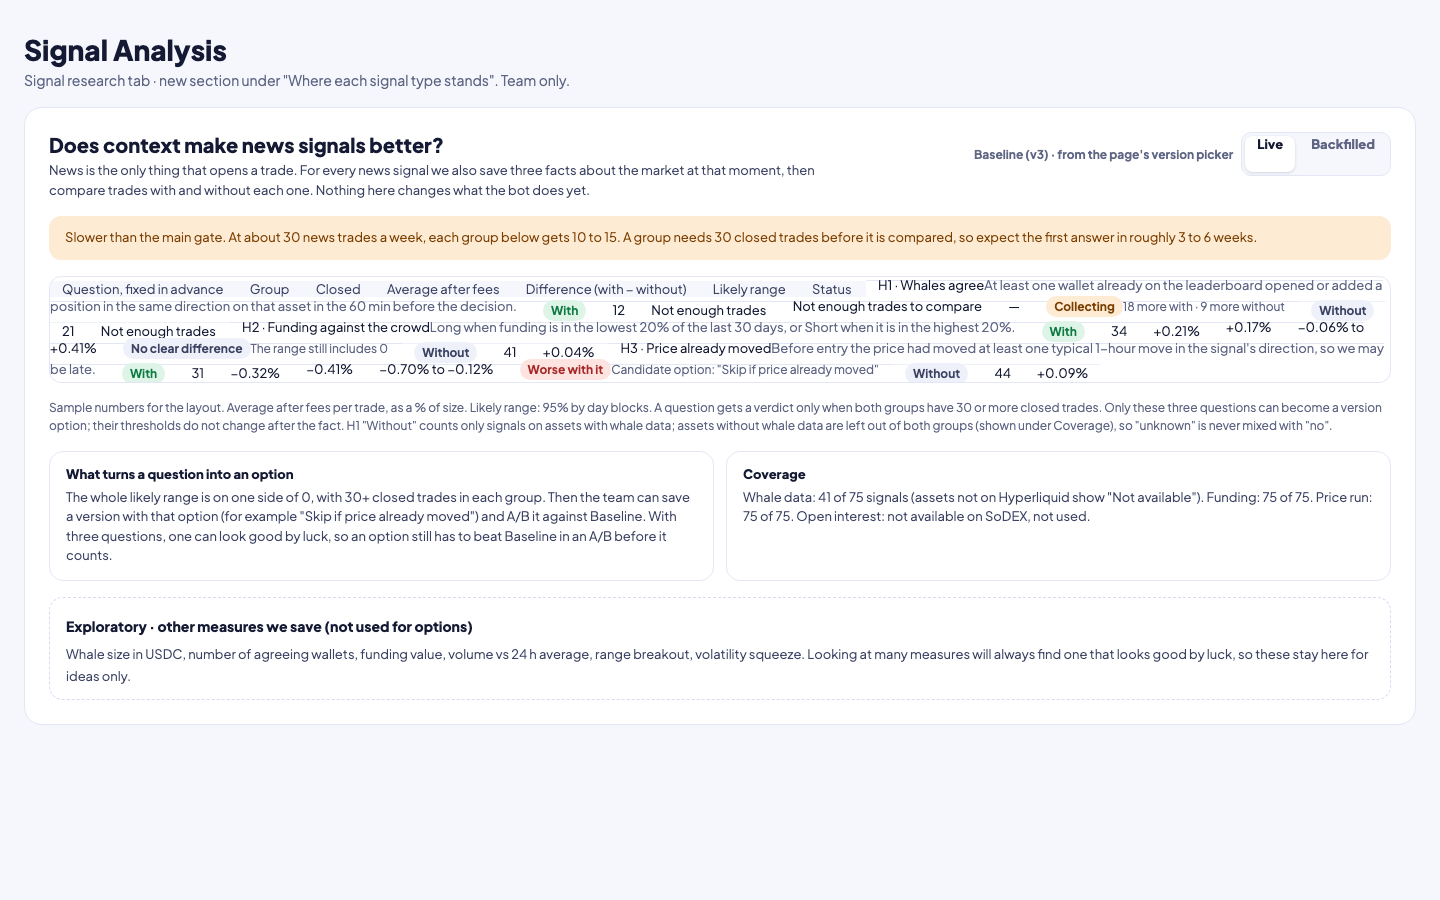 Signal Analysis
Signal research tab · new section under "Where each signal type stands". Team only.
Does context make news signals better?
News is the only thing that opens a trade. For every news signal we also save three facts about the market at that moment, then
compare trades with and without each one. Nothing here changes what the bot does yet.
Baseline (v3) · from the page's version picker
Live
Backfilled
Slower than the main gate. At about 30 news trades a week, each group below gets 10 to 15. A group needs 30 closed trades before it is compared, so expect the first answer in roughly 3 to 6 weeks.
Question, fixed in advance Group Closed Average after fees Difference (with – without) Likely range Status H1 · Whales agreeAt least one wallet already on the leaderboard opened or added a
position in the same direction on that asset in the 60 min before the decision. With 12 Not enough trades Not enough trades to compare — Collecting 18 more with · 9 more without Without
21 Not enough trades H2 · Funding against the crowdLong when funding is in the lowest 20% of the last 30 days, or Short when it is in the highest 20%. With 34 +0.21% +0.17% −0.06% to
+0.41% No clear difference The range still includes 0 Without 41 +0.04% H3 · Price already movedBefore entry the price had moved at least one typical 1-hour move in the signal's direction, so we may
be late. With 31 −0.32% −0.41% −0.70% to −0.12% Worse with it Candidate option: "Skip if price already moved" Without 44 +0.09%
Sample numbers for the layout. Average after fees per trade, as a % of size. Likely range: 95% by day blocks. A question gets a verdict only when both groups have 30 or more closed trades. Only these three questions can become a version
option; their thresholds do not change after the fact. H1 "Without" counts only signals on assets with whale data; assets without whale data are left out of both groups (shown under Coverage), so "unknown" is never mixed with "no".
What turns a question into an option
The whole likely range is on one side of 0, with 30+ closed trades in each group. Then the team can save
a version with that option (for example "Skip if price already moved") and A/B it against Baseline. With
three questions, one can look good by luck, so an option still has to beat Baseline in an A/B before it
counts.
Coverage
Whale data: 41 of 75 signals (assets not on Hyperliquid show "Not available"). Funding: 75 of 75. Price run:
75 of 75. Open interest: not available on SoDEX, not used.
Exploratory · other measures we save (not used for options)
Whale size in USDC, number of agreeing wallets, funding value, volume vs 24 h average, range breakout, volatility squeeze. Looking at many measures will always find one that looks good by luck, so these stay here for
ideas only.